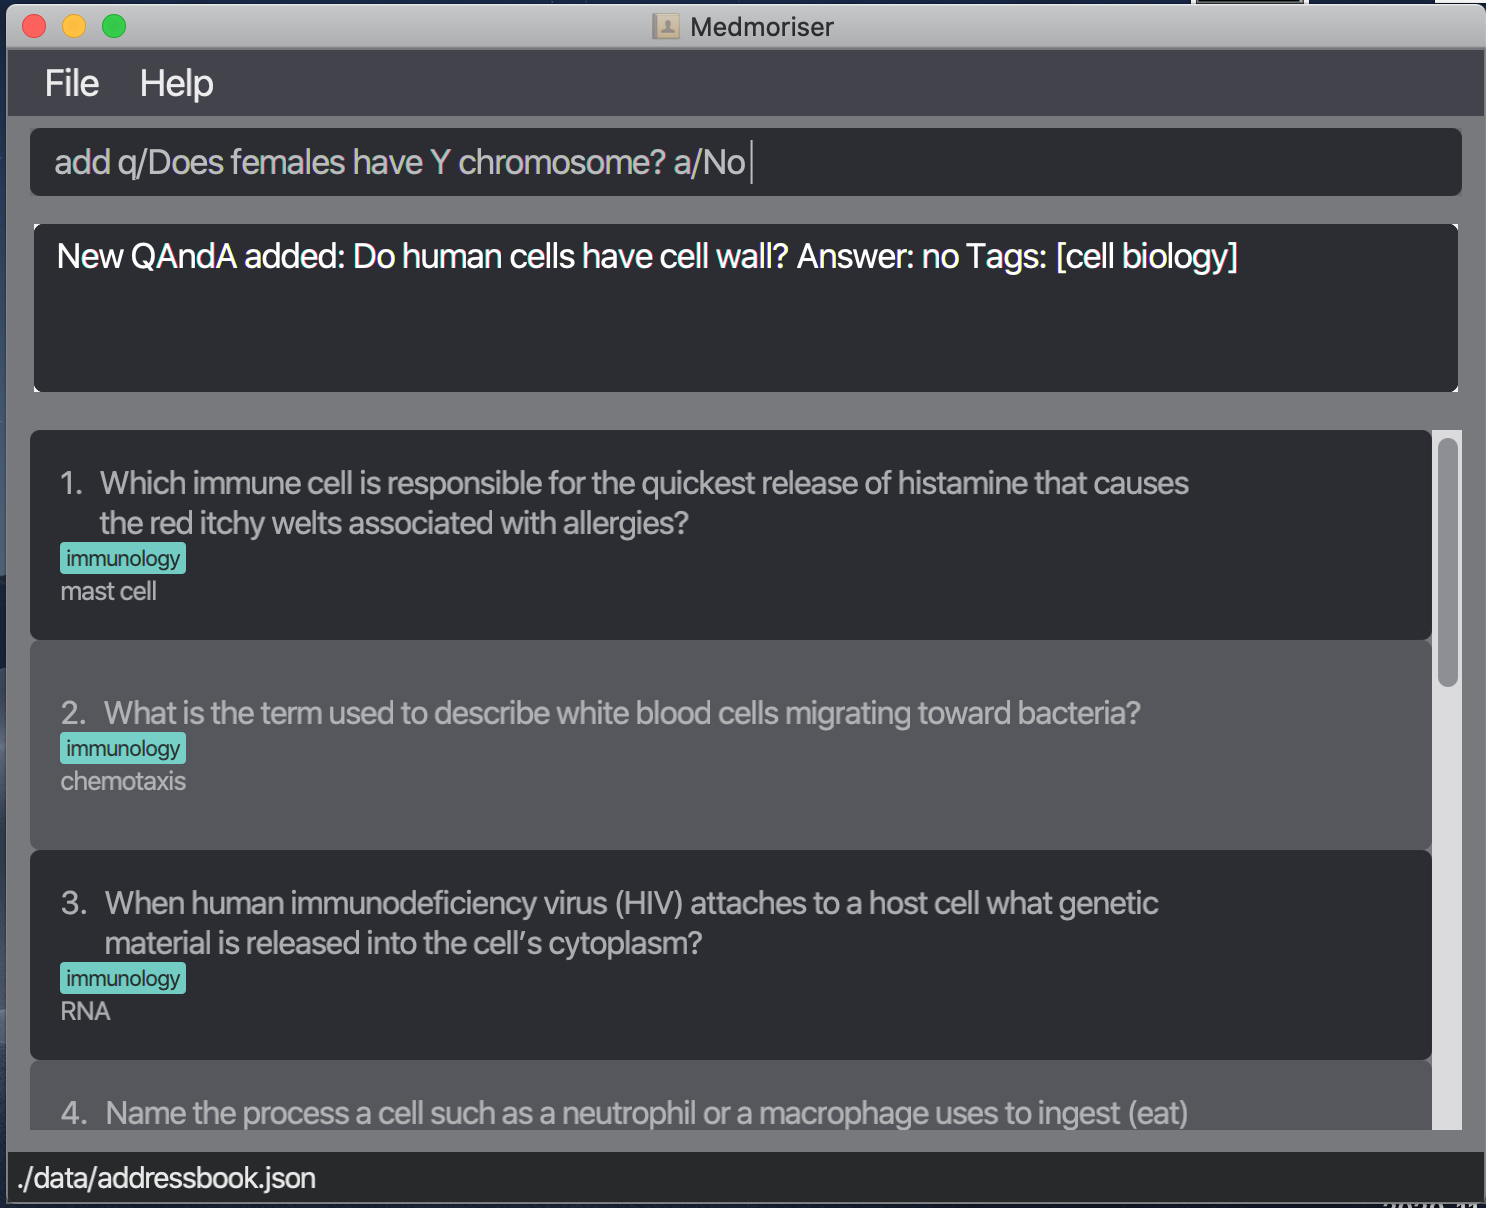 Medmoriser
File Help
add q/Does females have Y chromosome? a/No
New QAndA added: Do human cells have cell wall? Answer: no Tags: [cell biology]
1. Which immune cell is responsible for the quickest release of histamine that causes
the red itchy welts associated with allergies?
immunology
mast cell
2. What is the term used to describe white blood cells migrating toward bacteria?
immunology
chemotaxis
3. When human immunodeficiency virus (HIV) attaches to a host cell what genetic
material is released into the cell’s cytoplasm?
immunology
RNA
4. Name the process a cell such as a neutrophil or a macrophage uses to ingest (eat)
./data/addressbook.json